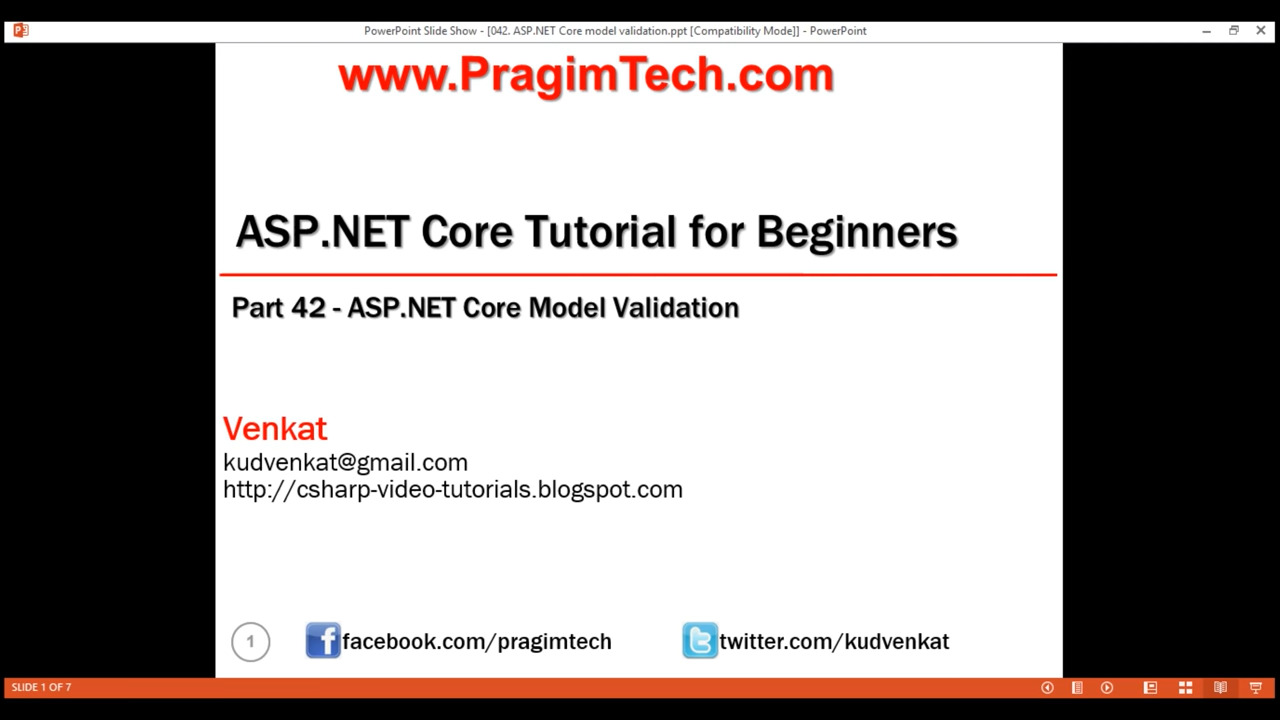 PowerPoint Slide Show - [042. ASP.NET Core model validation.ppt [Compatibility Mode]] - PowerPoint
www.PragimTech.com
ASP.NET Core Tutorial for Beginners
Part 42 - ASP.NET Core Model Validation
Venkat
kudvenkat@gmail.com
http://csharp-video-tutorials.blogspot.com
1
facebook.com/pragimtech
twitter.com/kudvenkat
SLIDE 1 OF 7